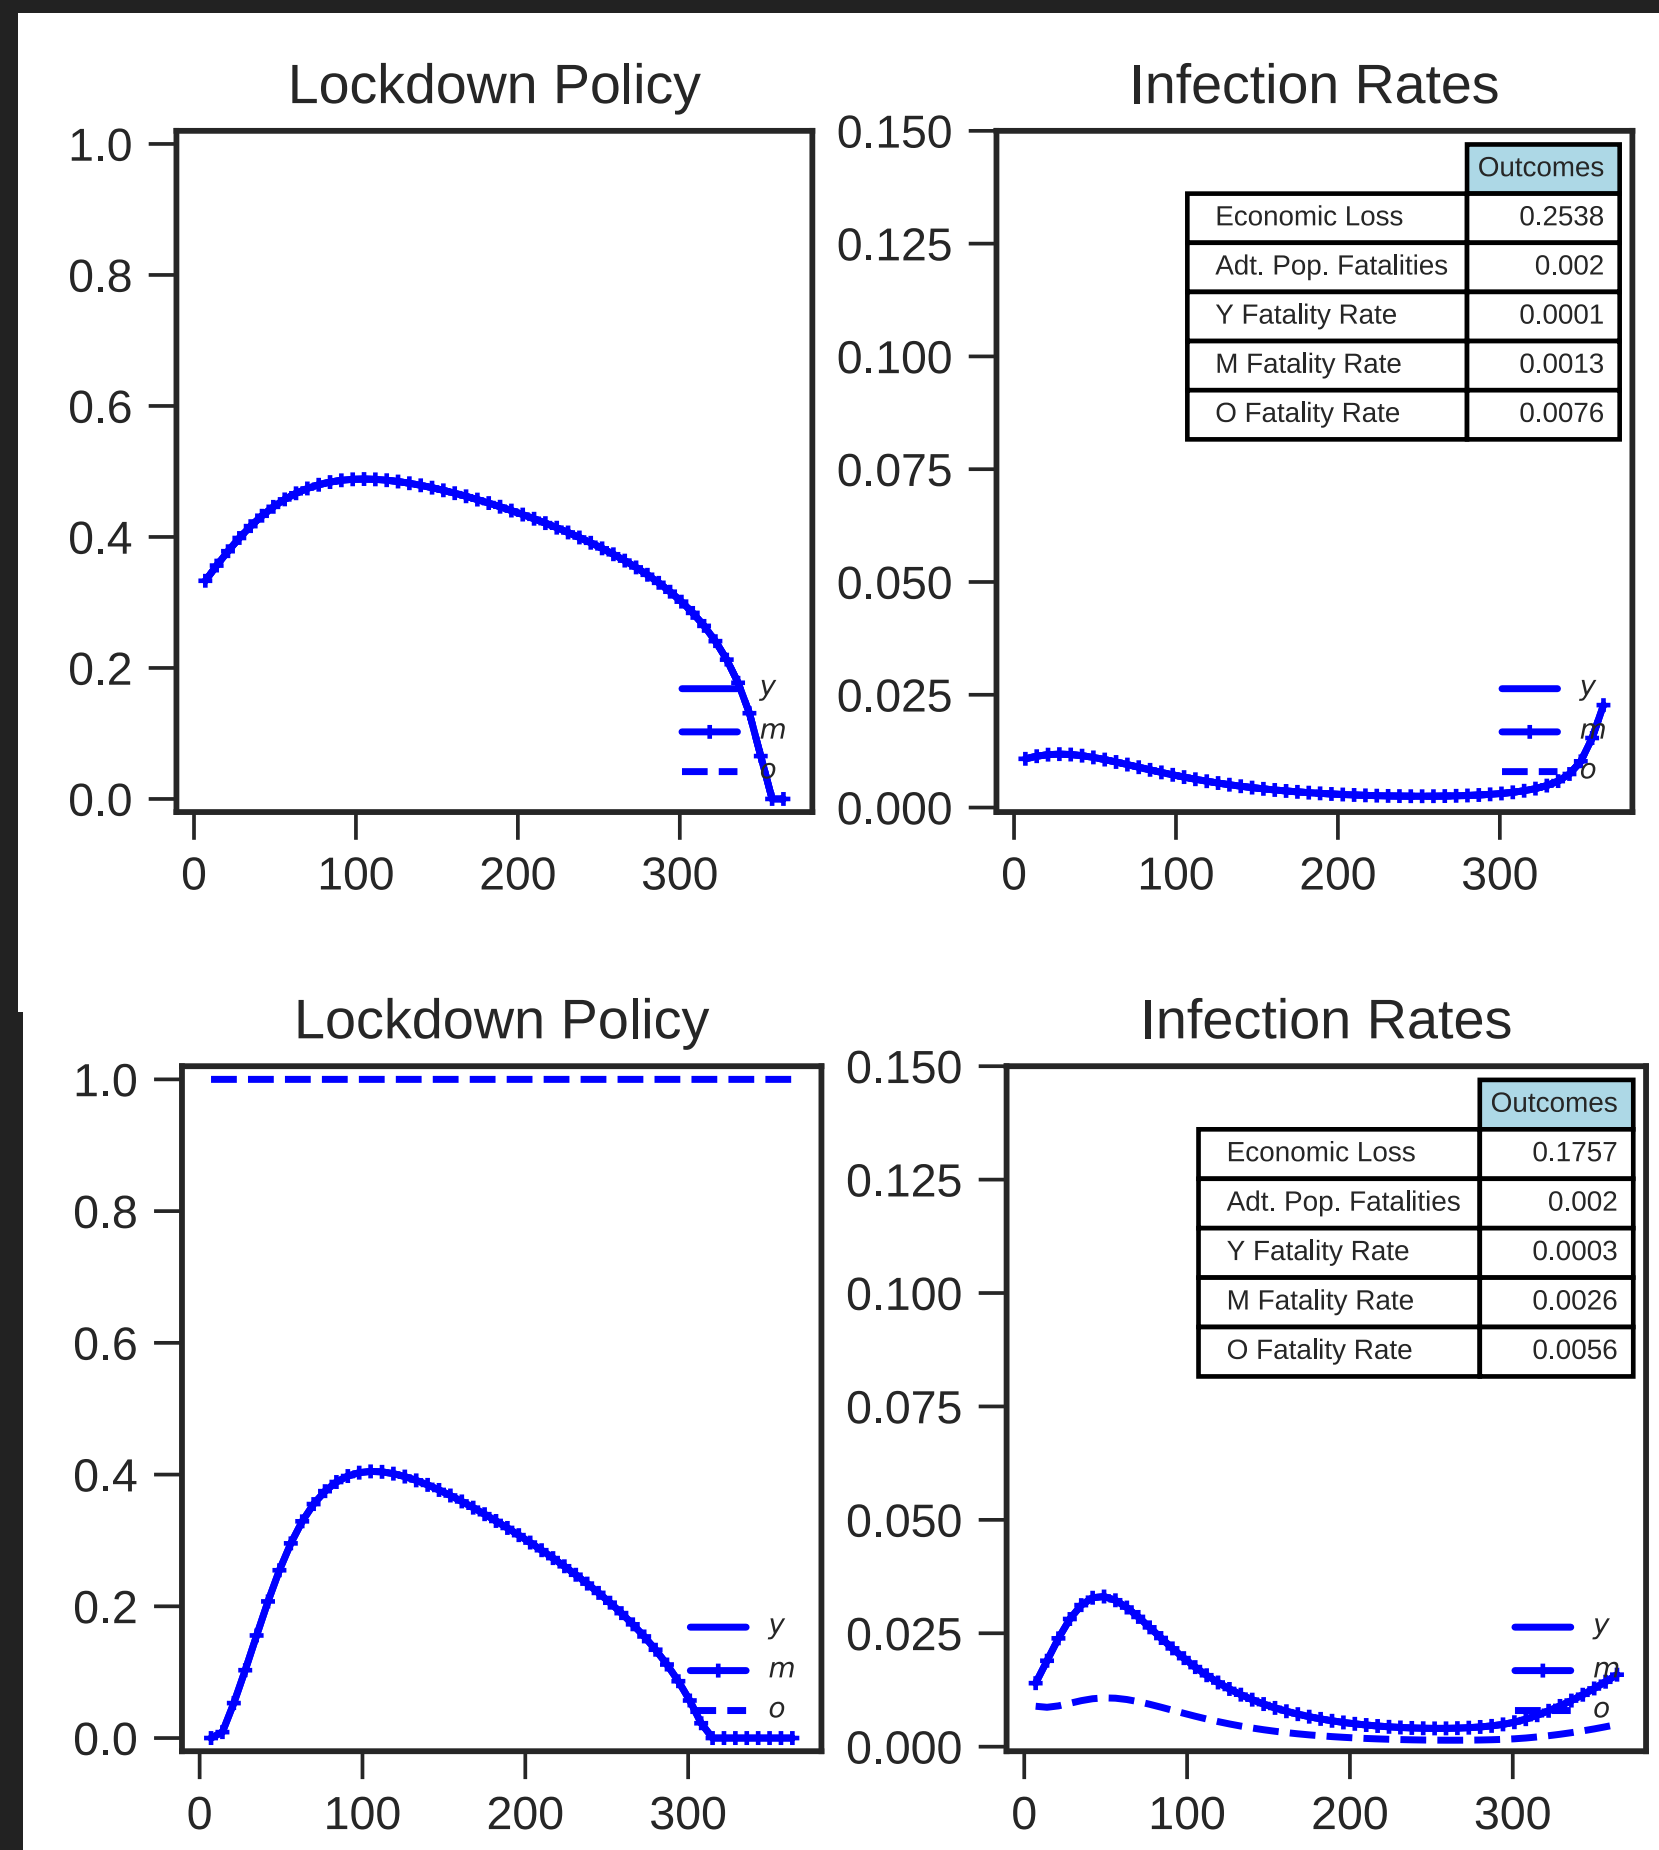 Lockdown Policy
1.0
0.8
0.6
0.4
0.2
0.0
0 100 200 300
y
m
o
Infection Rates
0.150
0.125
0.100
0.075
0.050
0.025
0.000
0 100 200 300
Outcomes
Economic Loss 0.2538
Adt. Pop. Fatalities 0.002
Y Fatality Rate 0.0001
M Fatality Rate 0.0013
O Fatality Rate 0.0076
y
m
o
Lockdown Policy
1.0
0.8
0.6
0.4
0.2
0.0
0 100 200 300
y
m
o
Infection Rates
0.150
0.125
0.100
0.075
0.050
0.025
0.000
0 100 200 300
Outcomes
Economic Loss 0.1757
Adt. Pop. Fatalities 0.002
Y Fatality Rate 0.0003
M Fatality Rate 0.0026
O Fatality Rate 0.0056
y
m
o